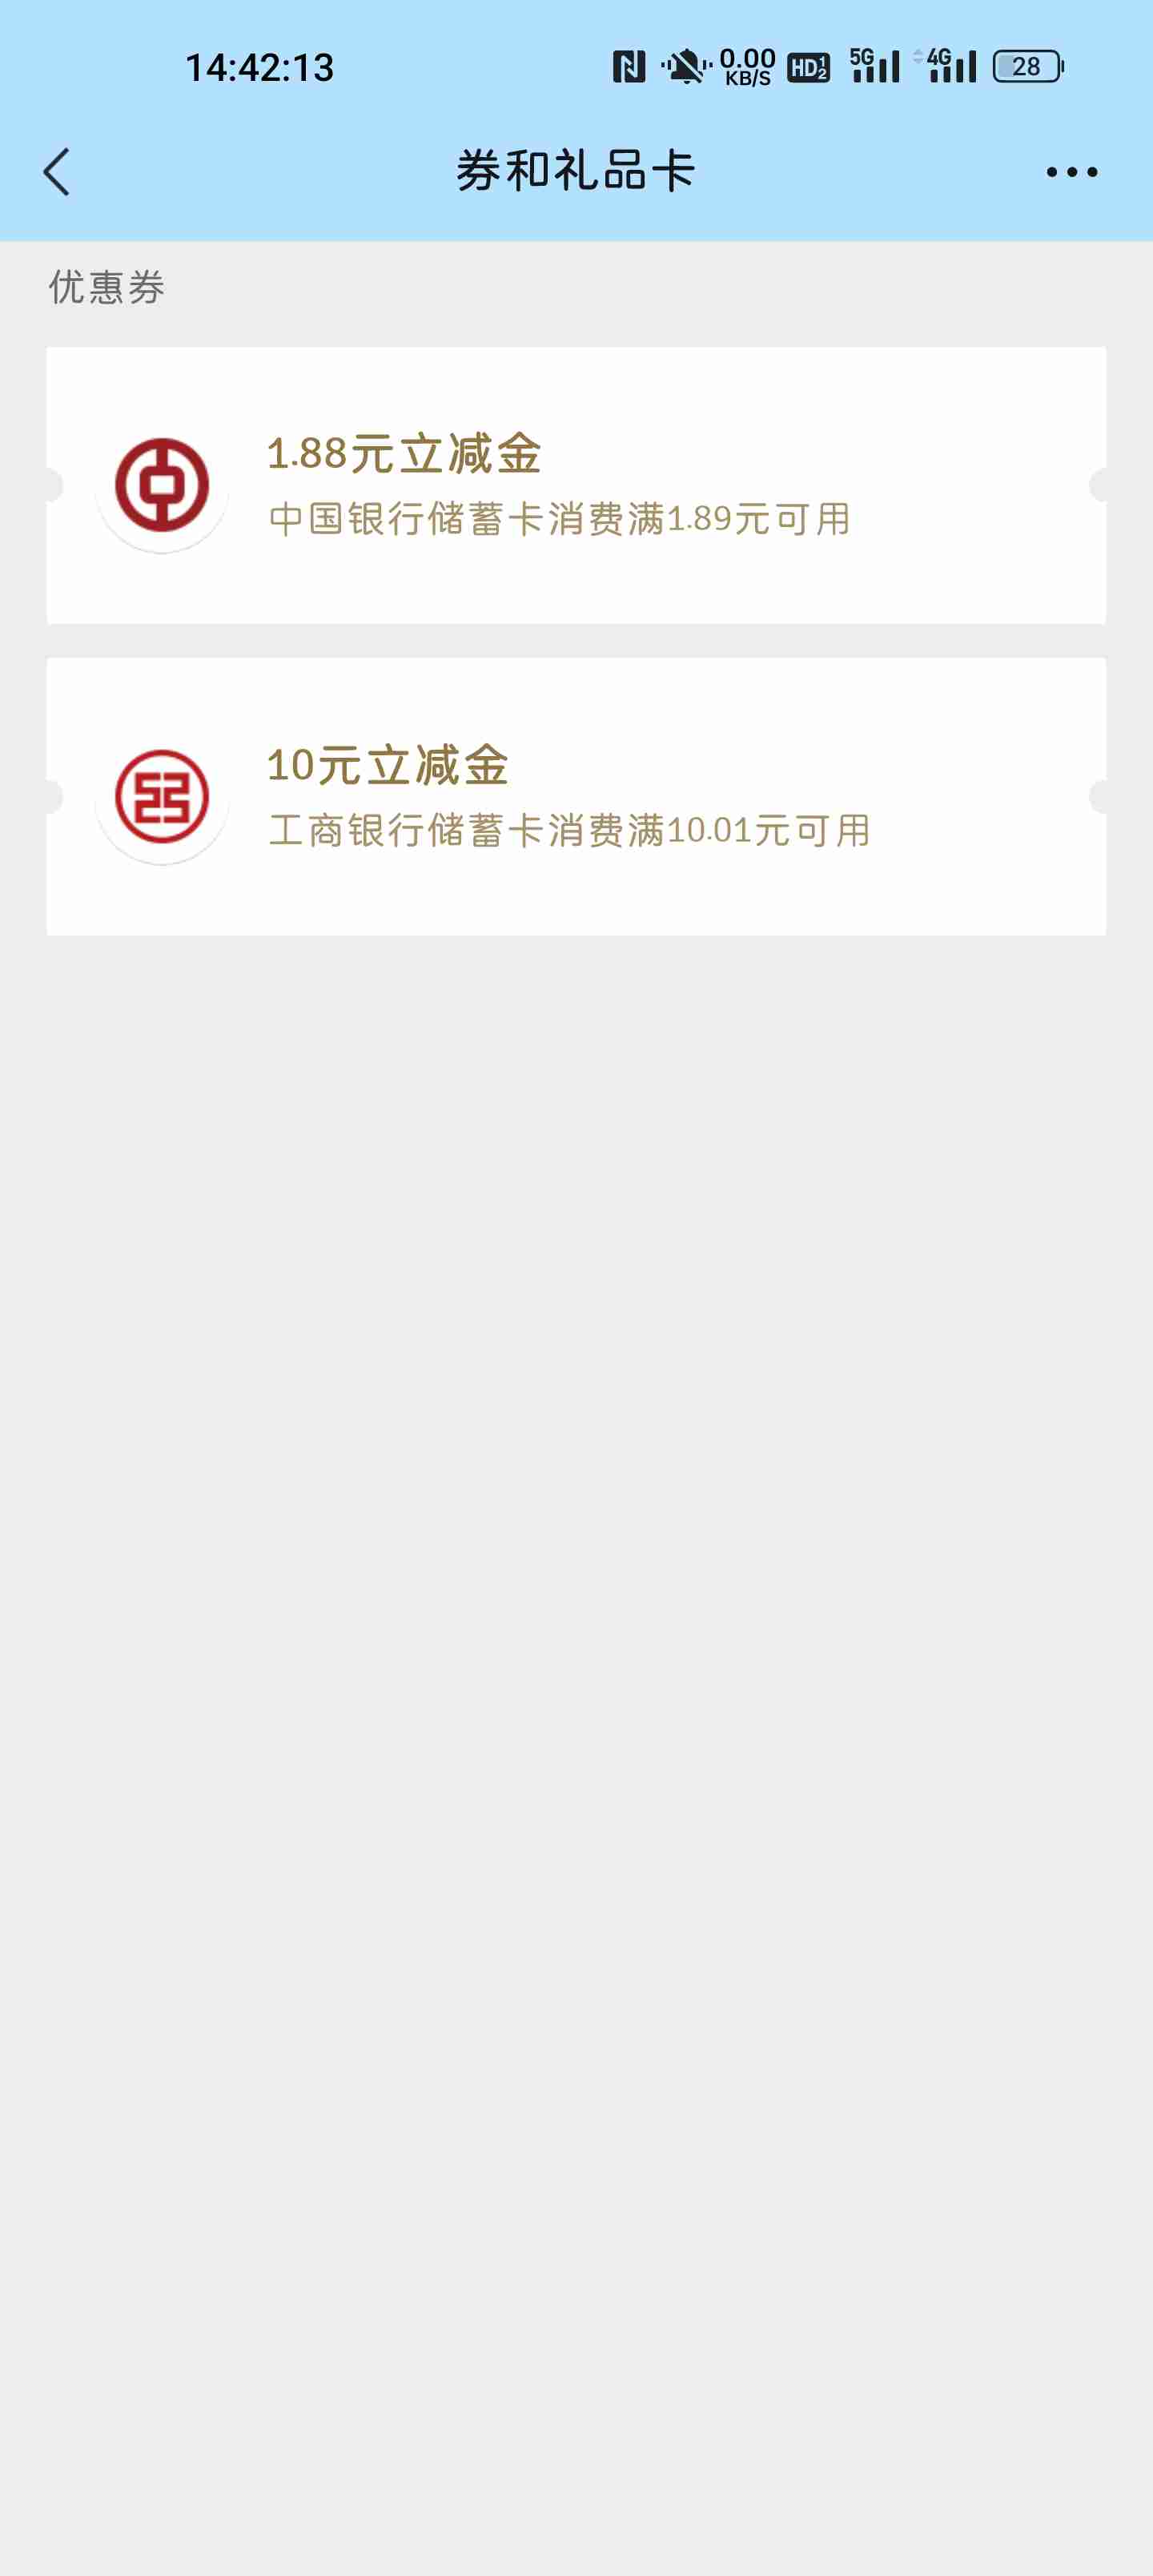 14:42:13 0.00 KB/S HD 1 2 5G 4G 28
券和礼品卡
优惠券
1.88元立减金
中国银行储蓄卡消费满1.89元可用
10元立减金
工商银行储蓄卡消费满10.01元可用